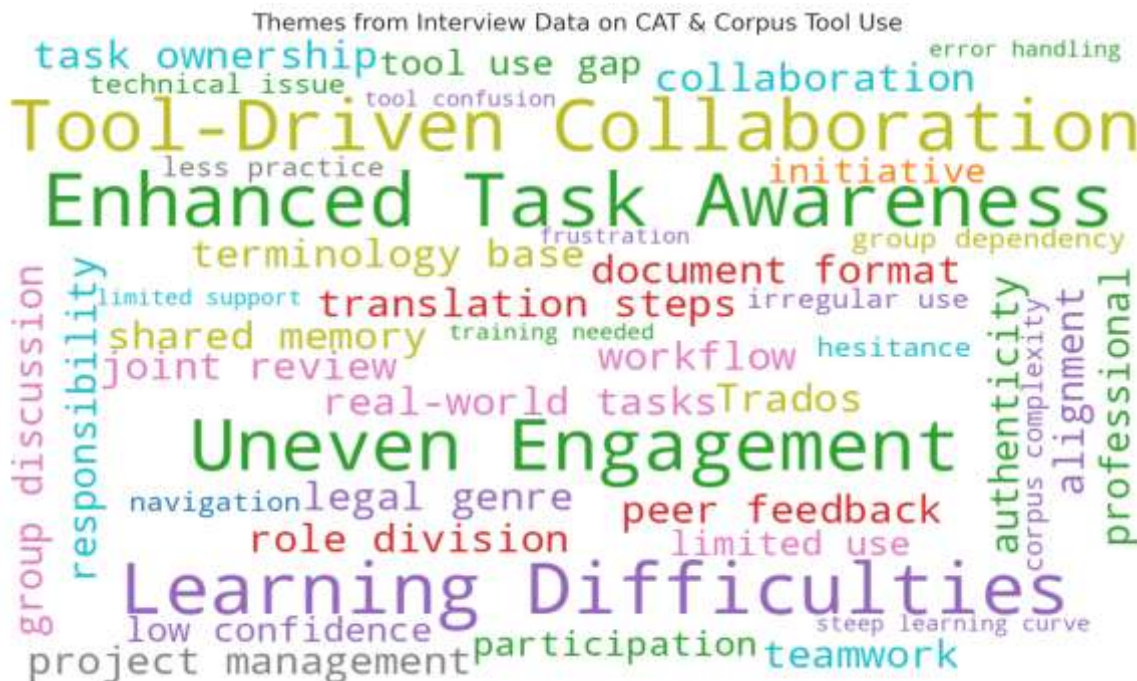 Themes from Interview Data on CAT & Corpus Tool Use
task ownership
tool use gap
collaboration
error handling
technical issue
tool confusion
Tool-Driven Collaboration
less practice
initiative
Enhanced Task Awareness
frustration
terminology base
group dependency
document format
limited support
translation steps
irregular use
shared memory
training needed
workflow
hesitance
joint review
real-world tasks
Trados
Uneven Engagement
navigation
legal genre
peer feedback
role division
limited use
Learning Difficulties
low confidence
steep learning curve
project management
participation
teamwork
group discussion
responsibility
authenticity
corpus complexity
alignment
professional